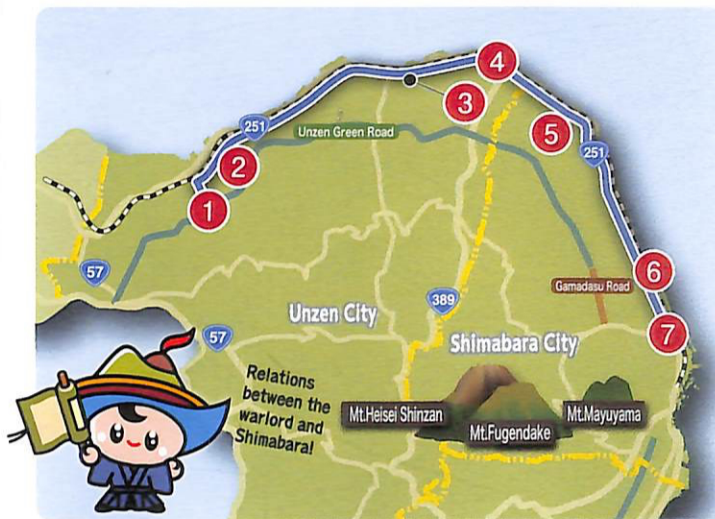 4
3
251
Unzen Green Road
5
2
251
1
57
Gamadasu Road
6
389
Unzen City
7
57
Shimabara City
Relations
between the
warlord and
Shimabara!
Mt.Heisei Shinzan
Mt.Mayuyama
Mt.Fugendake